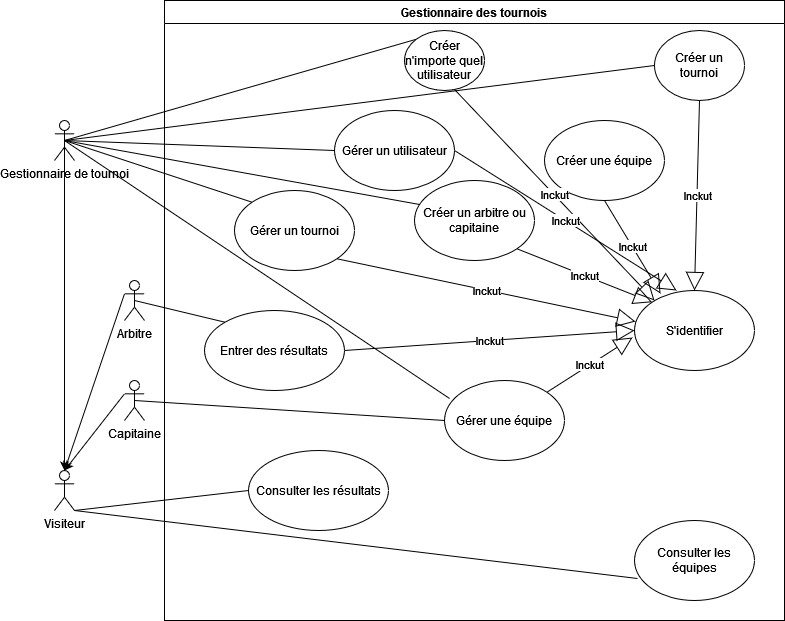 Gestionnaire des tournois
Créer
n'importe quel
utilisateur
Créer un
tournoi
Gérer un utilisateur
Créer une équipe
Gestionnaire de tournoi
Inckut
Inckut
Créer un arbitre ou
capitaine
Inckut
Gérer un tournoi
Inckut
Inckut
Inckut
Arbitre
S'identifier
Entrer des résultats
Inckut
Inckut
Capitaine
Gérer une équipe
Consulter les résultats
Visiteur
Consulter les
équipes